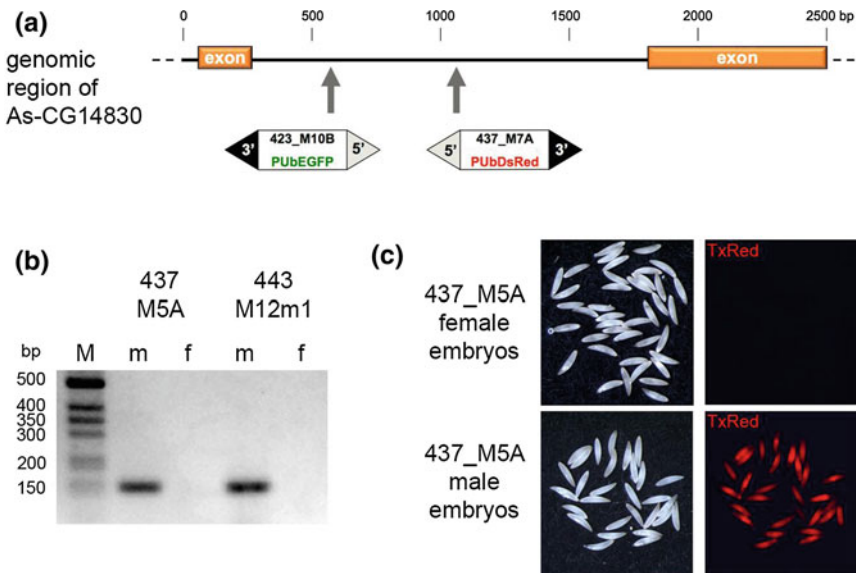 (a)
0 500 1000 1500 2000 2500 bp
exon exon
genomic
region of
As-CG14830
3' 423_M10B 5'
PUbEGFP
5' 437_M7A 3'
PUbDsRed
(b)
437 443
M5A M12m1
bp M m f m f
500
400
350
300
200
150
(c)
437_M5A
female
embryos
TxRed
437_M5A
male
embryos
TxRed